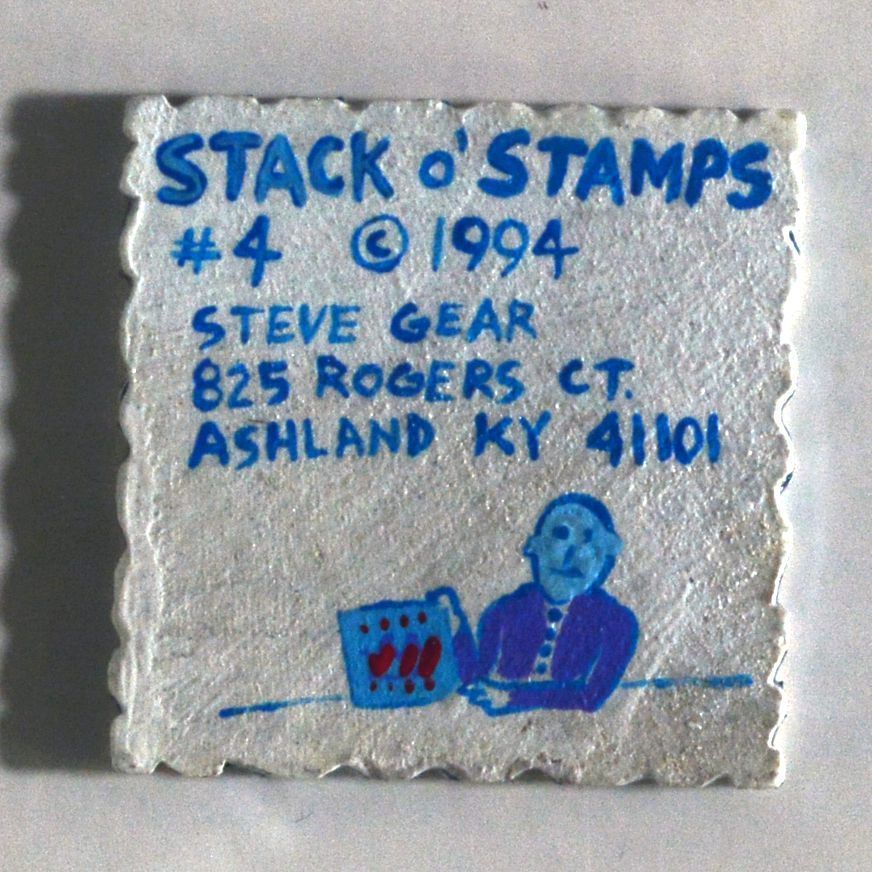 STACK o' STAMPS
#4 © 1994
STEVE GEAR
825 ROGERS CT.
ASHLAND KY 41101